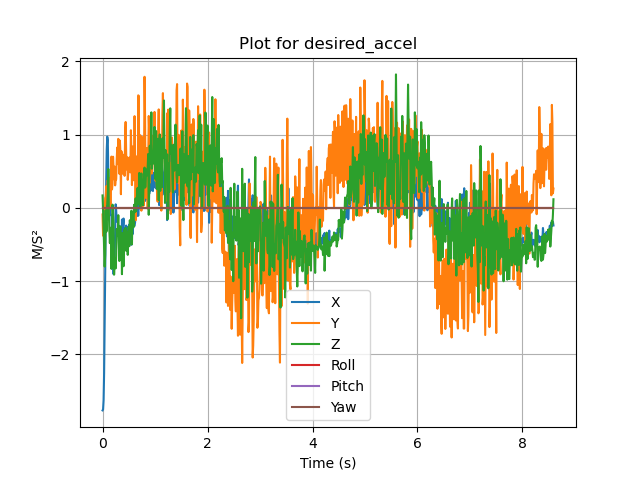 Plot for desired_accel
M/S²
2
1
0
−1
−2
0 2 4 6 8
Time (s)
X
Y
Z
Roll
Pitch
Yaw